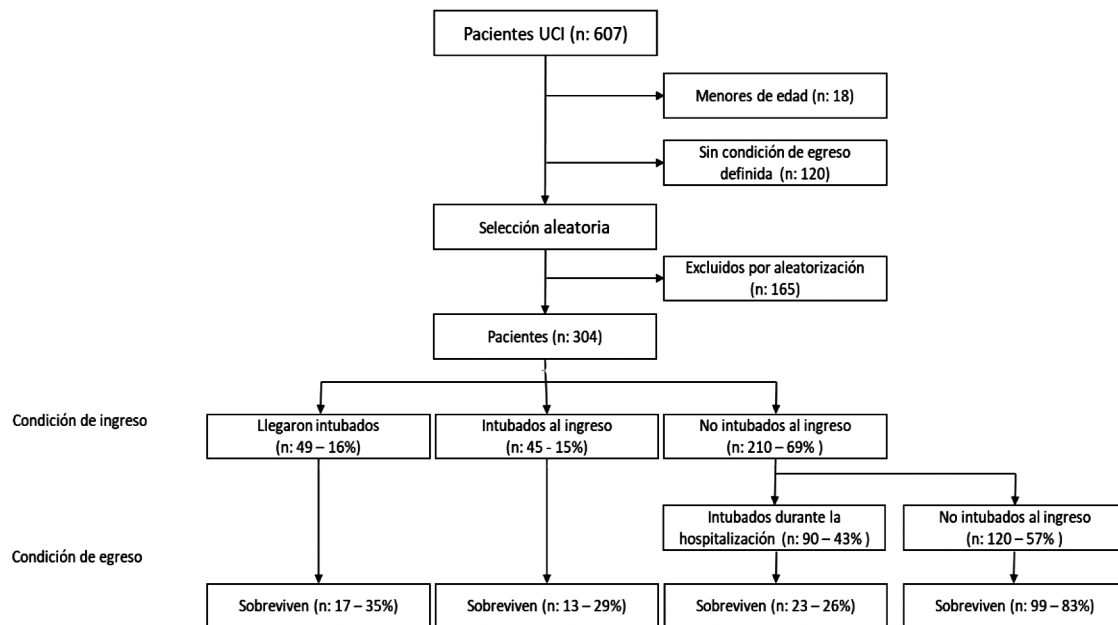 Pacientes UCI (n: 607)
Menores de edad (n: 18)
Sin condición de egreso
definida (n: 120)
Selección aleatoria
Excluidos por aleatorización
(n: 165)
Pacientes (n: 304)
Condición de ingreso
Llegaron intubados
(n: 49 – 16%)
Intubados al ingreso
(n: 45 - 15%)
No intubados al ingreso
(n: 210 – 69% )
Intubados durante la
hospitalización (n: 90 – 43% )
No intubados al ingreso
(n: 120 – 57% )
Condición de egreso
Sobreviven (n: 17 – 35%)
Sobreviven (n: 13 – 29%)
Sobreviven (n: 23 – 26%)
Sobreviven (n: 99 – 83%)